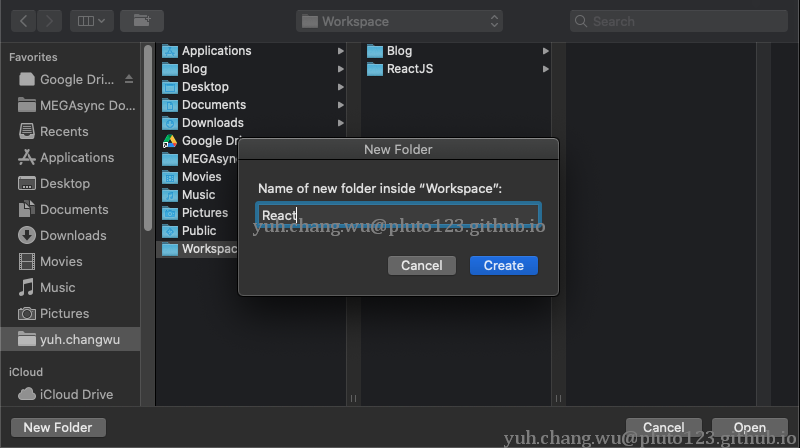 Workspace
Search
Favorites
Google Dri...
MEGAsync Do...
Recents
Applications
Desktop
Documents
Downloads
Movies
Music
Pictures
yuh.changwu
iCloud
iCloud Drive
Applications
Blog
Desktop
Documents
Downloads
Google Dri
MEGAsync
Movies
Music
Pictures
Public
Workspac
Blog
ReactJS
New Folder
Name of new folder inside “Workspace”:
React
yuh.chang.wu@pluto123.github.io
Cancel Create
New Folder Cancel Open
yuh.chang.wu@pluto123.github.io